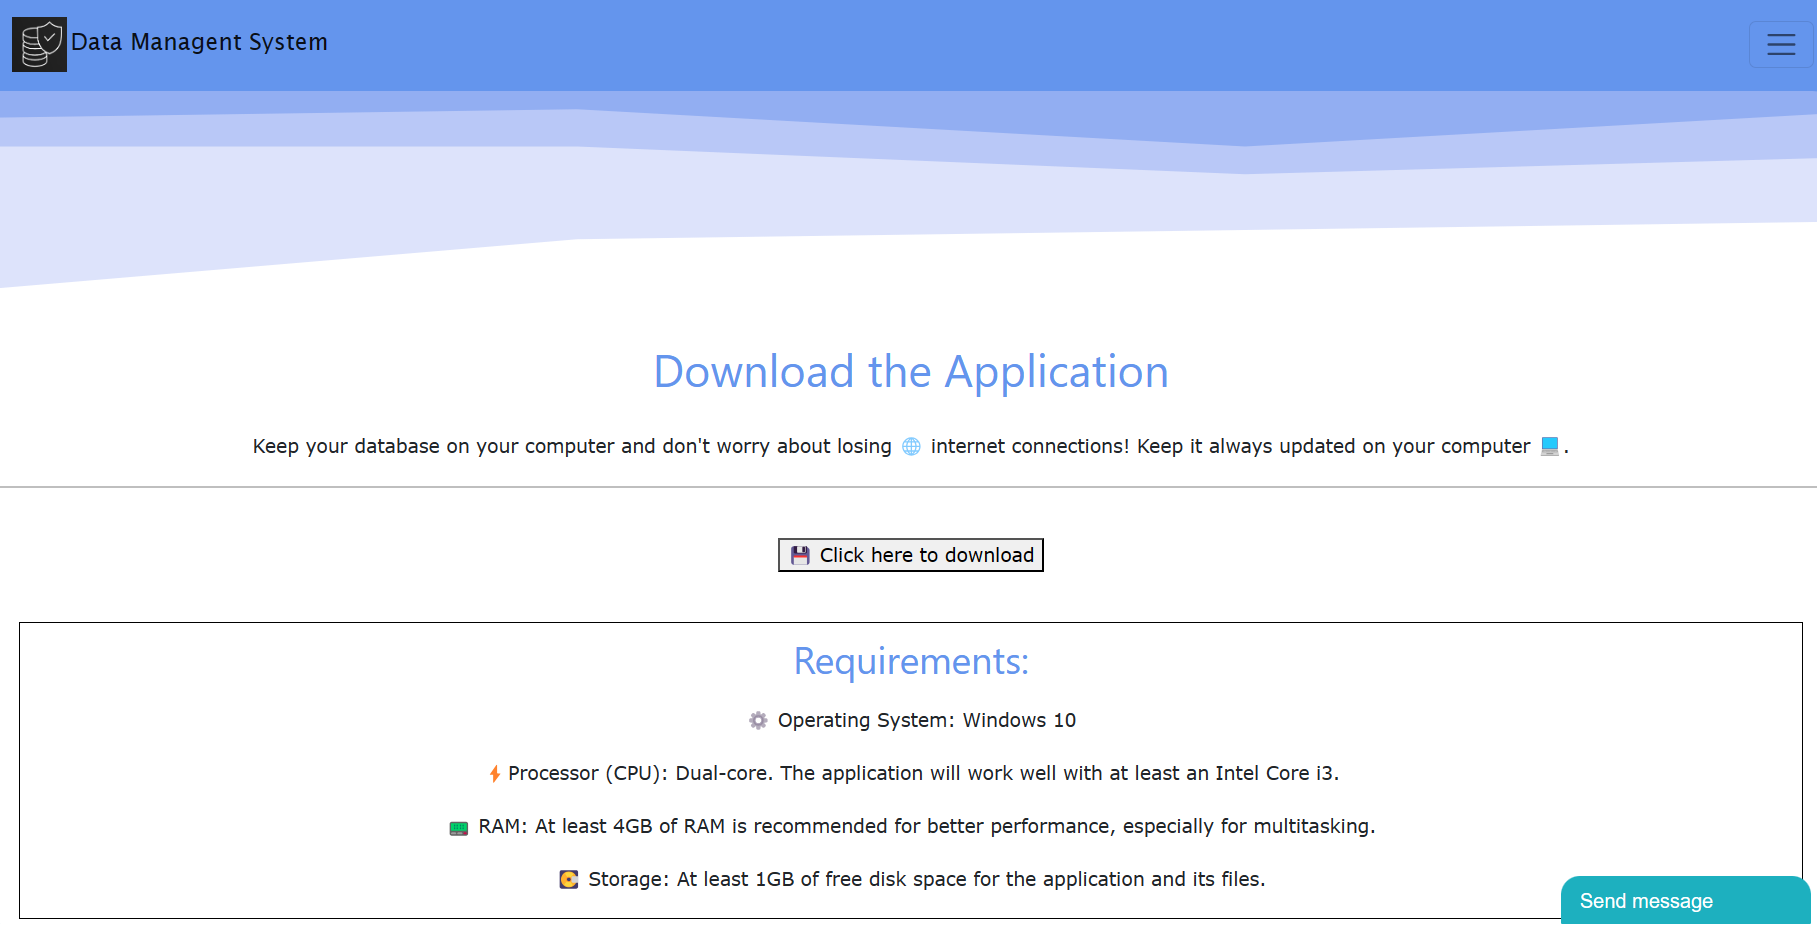 Data Managent System
Download the Application
Keep your database on your computer and don't worry about losing 🌐 internet connections! Keep it always updated on your computer 💻.
💾 Click here to download
Requirements:
⚙️ Operating System: Windows 10
⚡Processor (CPU): Dual-core. The application will work well with at least an Intel Core i3.
📟 RAM: At least 4GB of RAM is recommended for better performance, especially for multitasking.
💽 Storage: At least 1GB of free disk space for the application and its files.
Send message